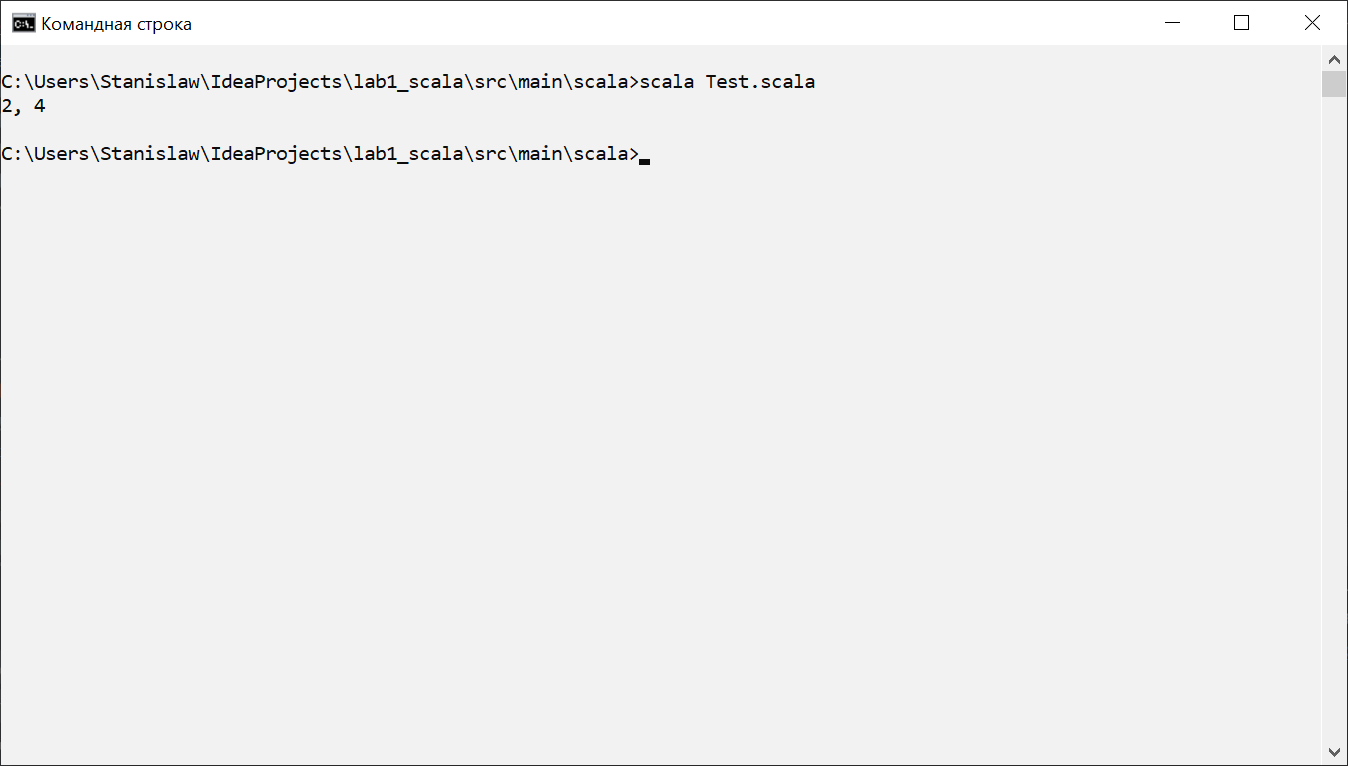 Командная строка
C:\Users\Stanislaw\IdeaProjects\lab1_scala\src\main\scala>scala Test.scala
2, 4
C:\Users\Stanislaw\IdeaProjects\lab1_scala\src\main\scala>